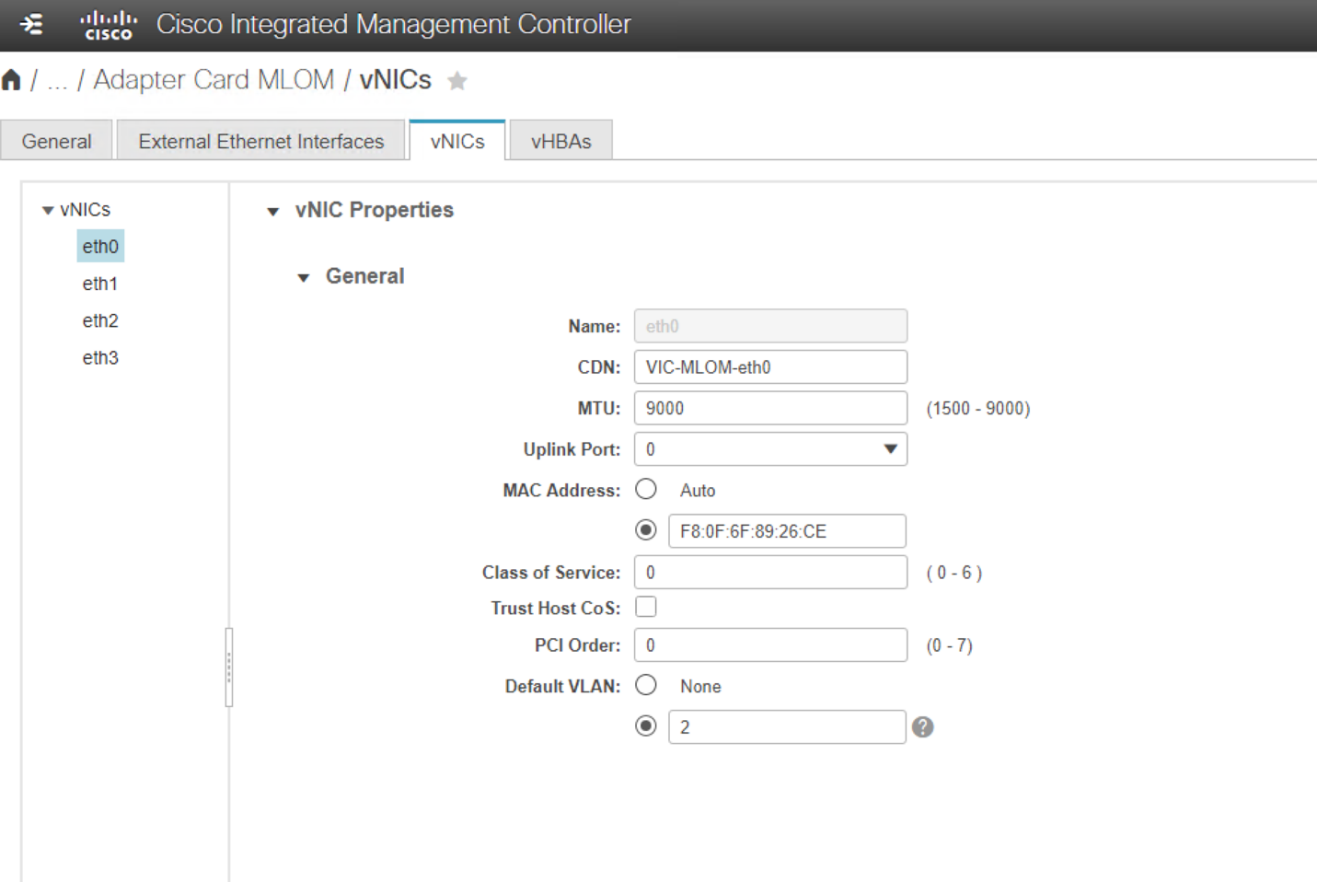 cisco Cisco Integrated Management Controller
/ ... / Adapter Card MLOM / vNICs
General External Ethernet Interfaces vNICs vHBAs
vNICs
eth0
eth1
eth2
eth3
vNIC Properties
General
Name: eth0
CDN: VIC-MLOM-eth0
MTU: 9000 (1500 - 9000)
Uplink Port: 0
MAC Address: Auto
F8:0F:6F:89:26:CE
Class of Service: 0 ( 0 - 6 )
Trust Host CoS:
PCI Order: 0 (0 - 7)
Default VLAN: None
2 ?